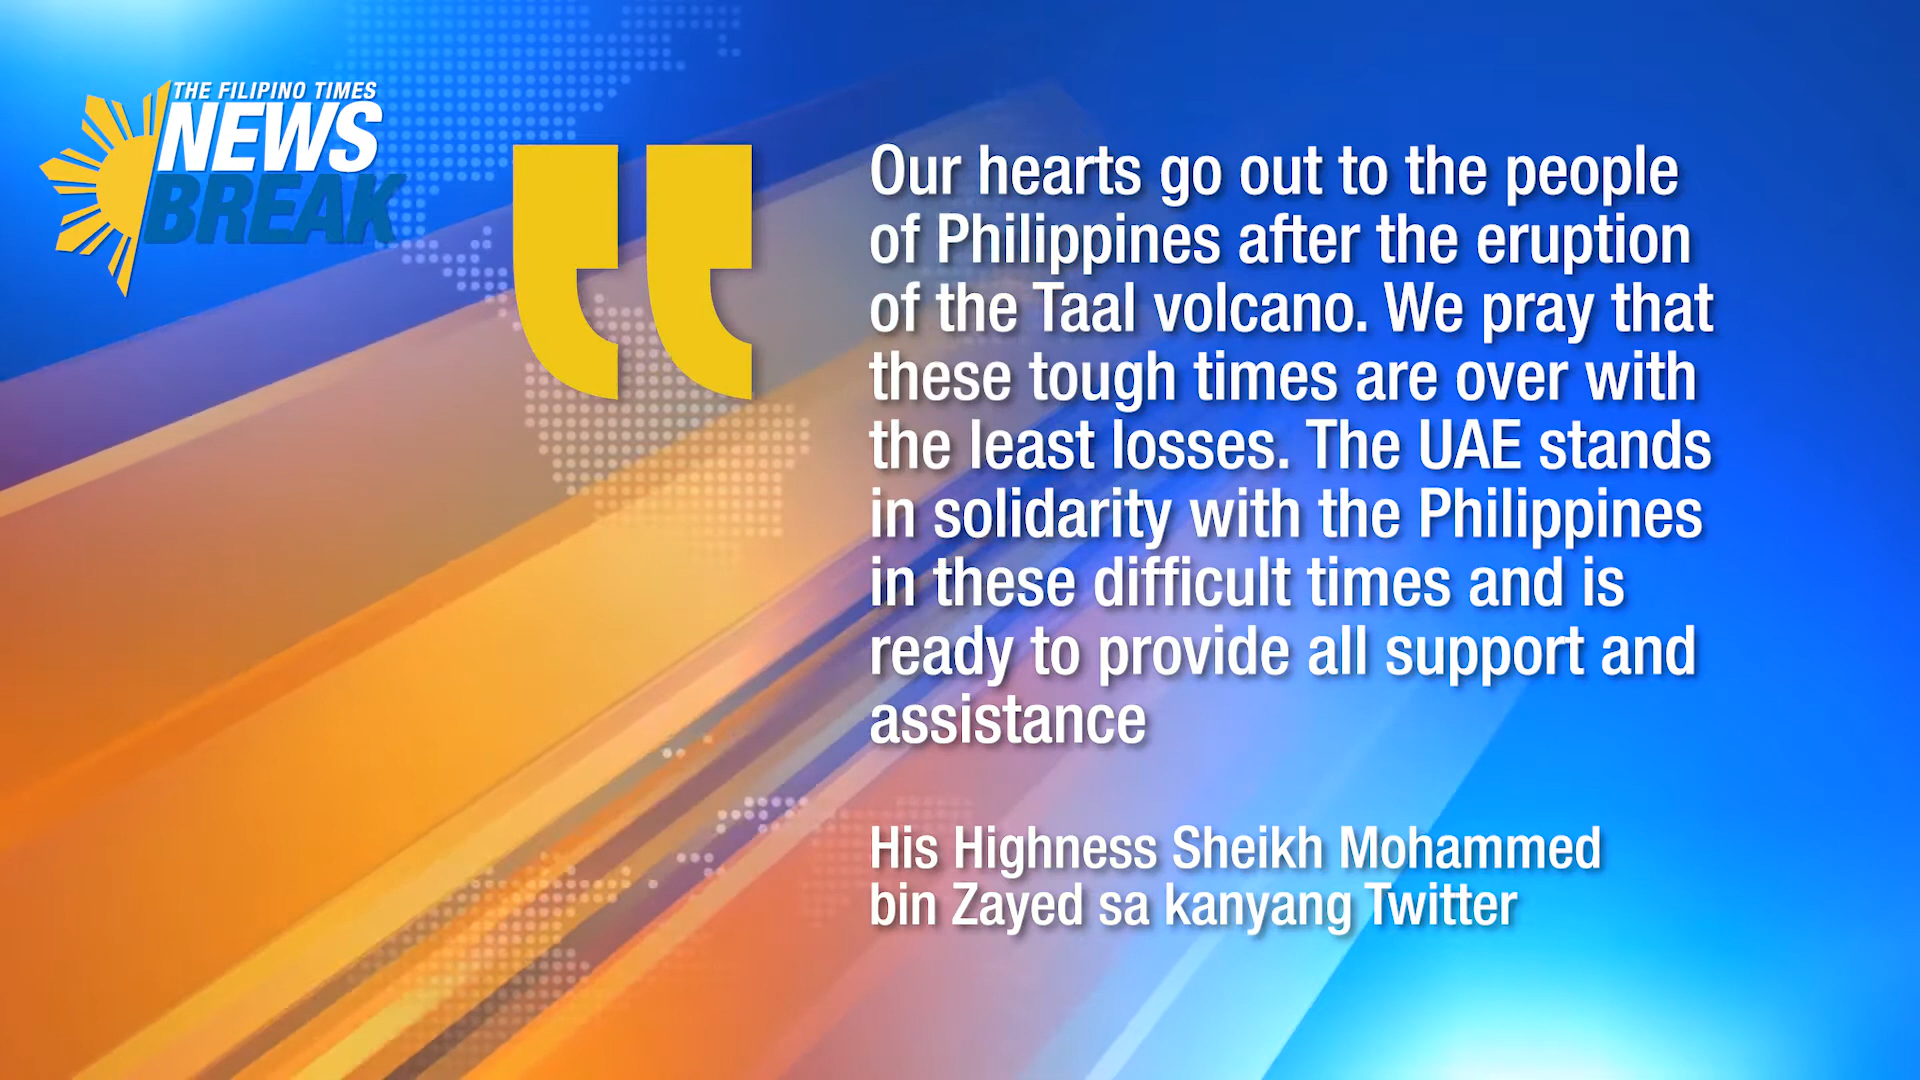 THE FILIPINO TIMES
NEWS
BREAK
Our hearts go out to the people
of Philippines after the eruption
of the Taal volcano. We pray that
these tough times are over with
the least losses. The UAE stands
in solidarity with the Philippines
in these difficult times and is
ready to provide all support and
assistance
His Highness Sheikh Mohammed
bin Zayed sa kanyang Twitter